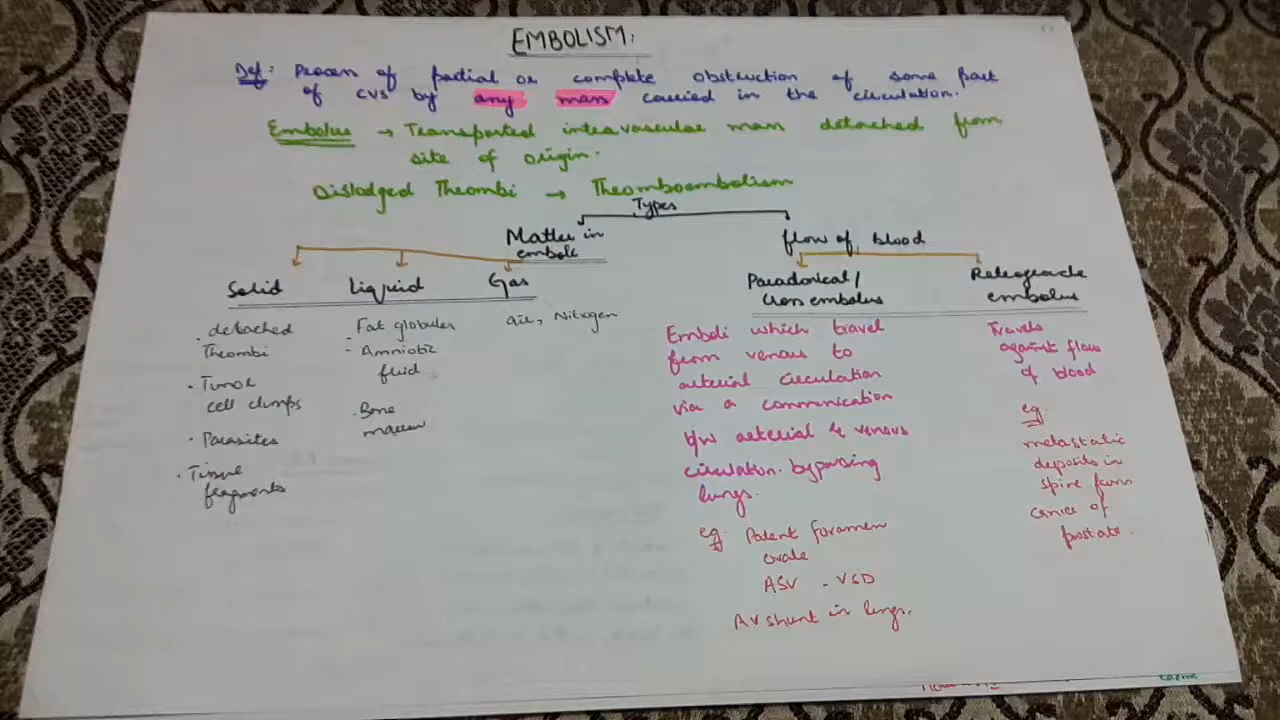 EMBOLISM:
Def: Process of partial or complete obstruction of some part
of CVS by any mass carried in the circulation.
Embolus → Transported intravascular mass detached from
site of origin.
Dislodged Thrombi → Thromboembolism
Types
Matter in
emboli
flow of blood
Solid
Liquid
Gas
. detached
Thrombi
. Tumor
cell clumps
. Parasites
. Tissue
fragments
- Fat globules
- Amniotic
fluid
. Bone
marrow
air, Nitrogen
Paradoxical/
Cross embolus
Emboli which travel
from venous to
arterial circulation
via a communication
b/w arterial & venous
circulation bypassing
lungs.
eg. Patent foramen
ovale
ASV - VSD
AV shunt in lungs.
Retrograde
embolus
Travels
against flow
of blood
eg
metastatic
deposits in
spine from
cancer of
prostate.